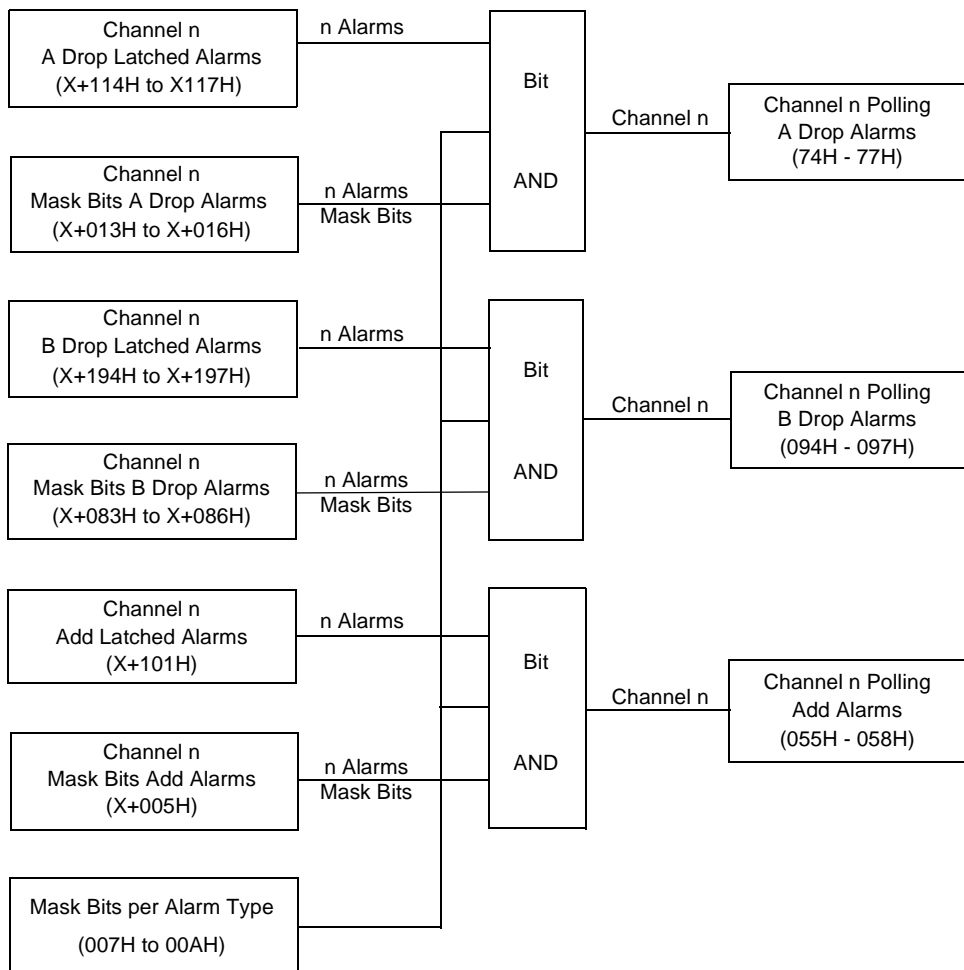 Channel n
A Drop Latched Alarms
(X+114H to X117H)
n Alarms
Channel n
Mask Bits A Drop Alarms
(X+013H to X+016H)
n Alarms
Mask Bits
Bit
AND
Channel n
Channel n Polling
A Drop Alarms
(74H - 77H)
Channel n
B Drop Latched Alarms
(X+194H to X+197H)
n Alarms
Channel n
Mask Bits B Drop Alarms
(X+083H to X+086H)
n Alarms
Mask Bits
Bit
AND
Channel n
Channel n Polling
B Drop Alarms
(094H - 097H)
Channel n
Add Latched Alarms
(X+101H)
n Alarms
Channel n
Mask Bits Add Alarms
(X+005H)
n Alarms
Mask Bits
Bit
AND
Channel n
Channel n Polling
Add Alarms
(055H - 058H)
Mask Bits per Alarm Type
(007H to 00AH)